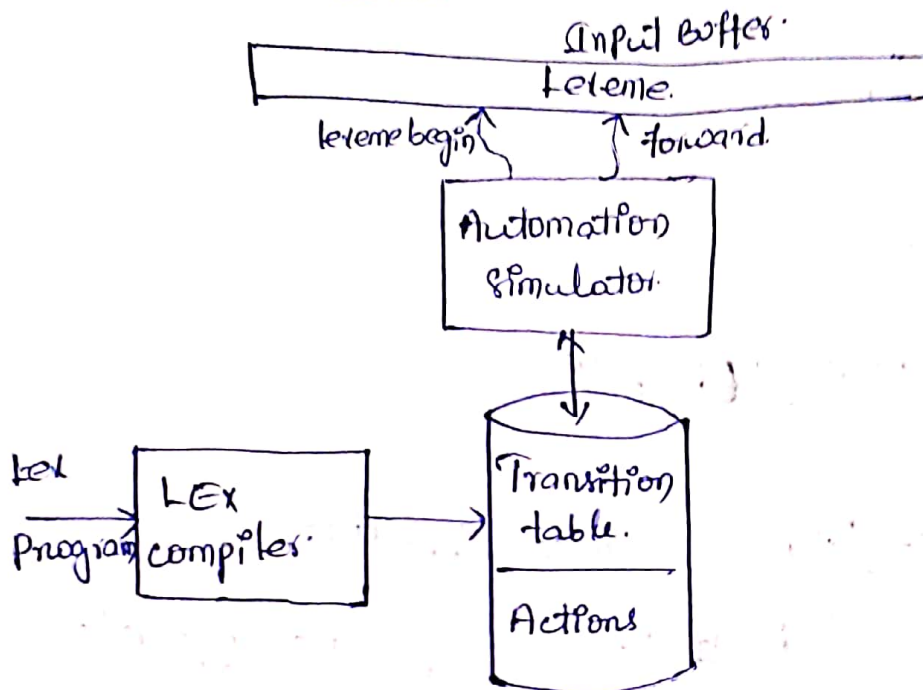 Input Buffer.
Lexeme.
lexeme begin
forward.
Automation
simulator.
Lex
Program
LEX
compiler.
Transition
table.
Actions